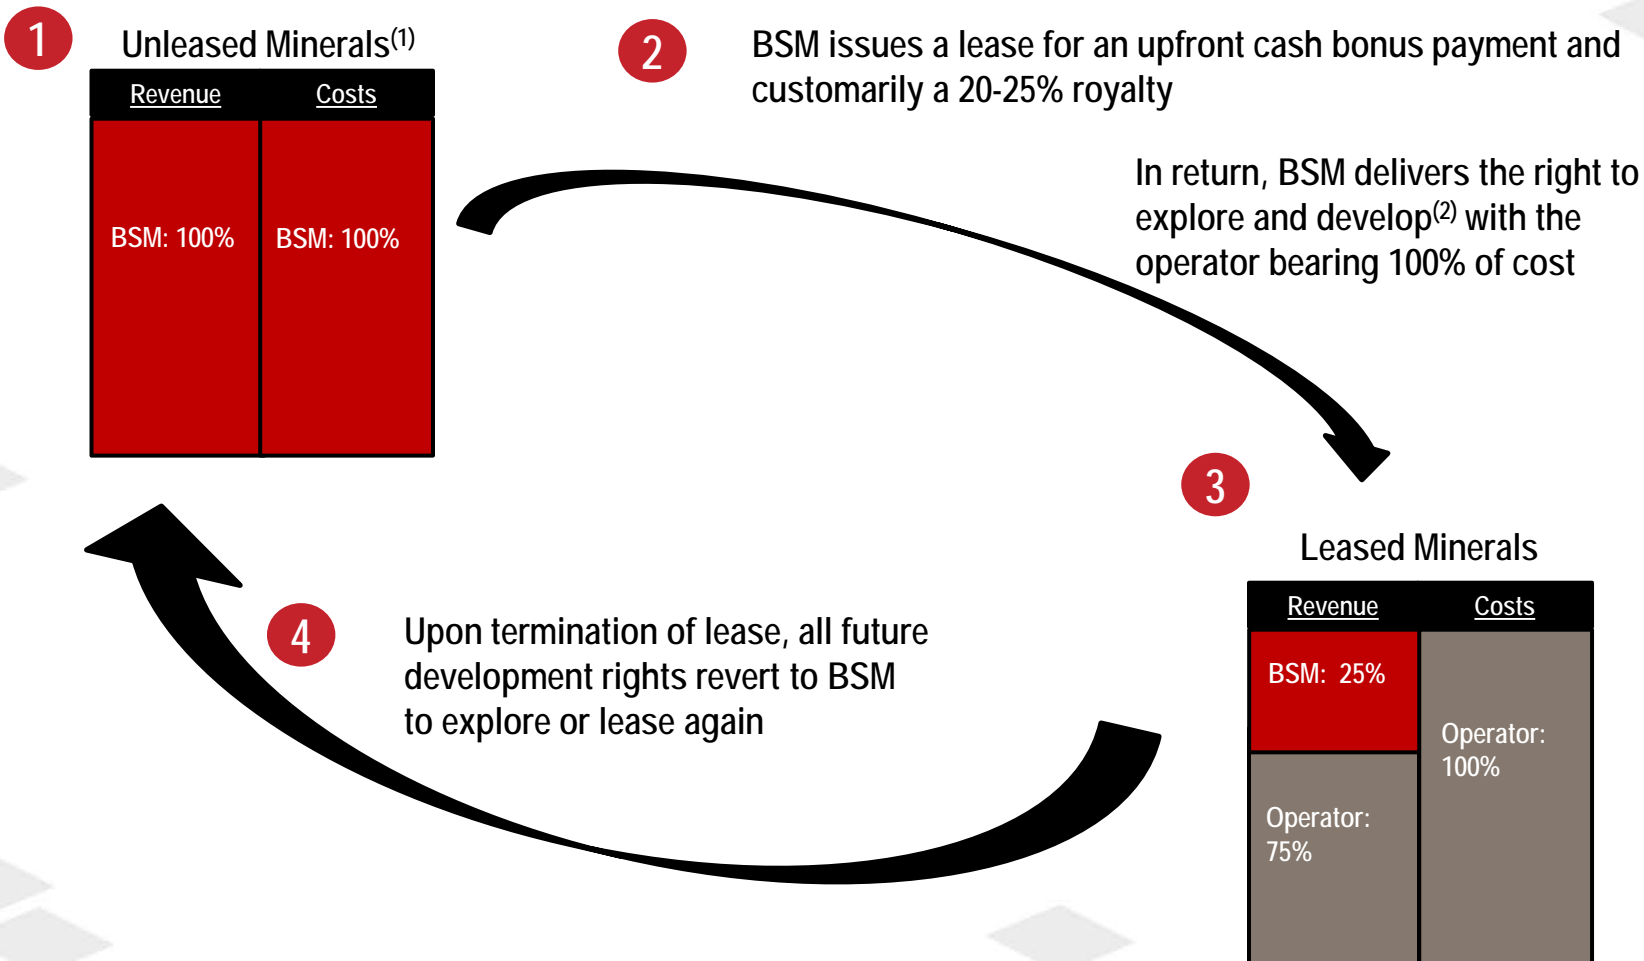 1
Unleased Minerals(1)
Revenue Costs
BSM: 100% BSM: 100%
2
BSM issues a lease for an upfront cash bonus payment and
customarily a 20-25% royalty
In return, BSM delivers the right to
explore and develop(2) with the
operator bearing 100% of cost
3
Leased Minerals
Revenue Costs
BSM: 25%
Operator:
75%
Operator:
100%
4
Upon termination of lease, all future
development rights revert to BSM
to explore or lease again